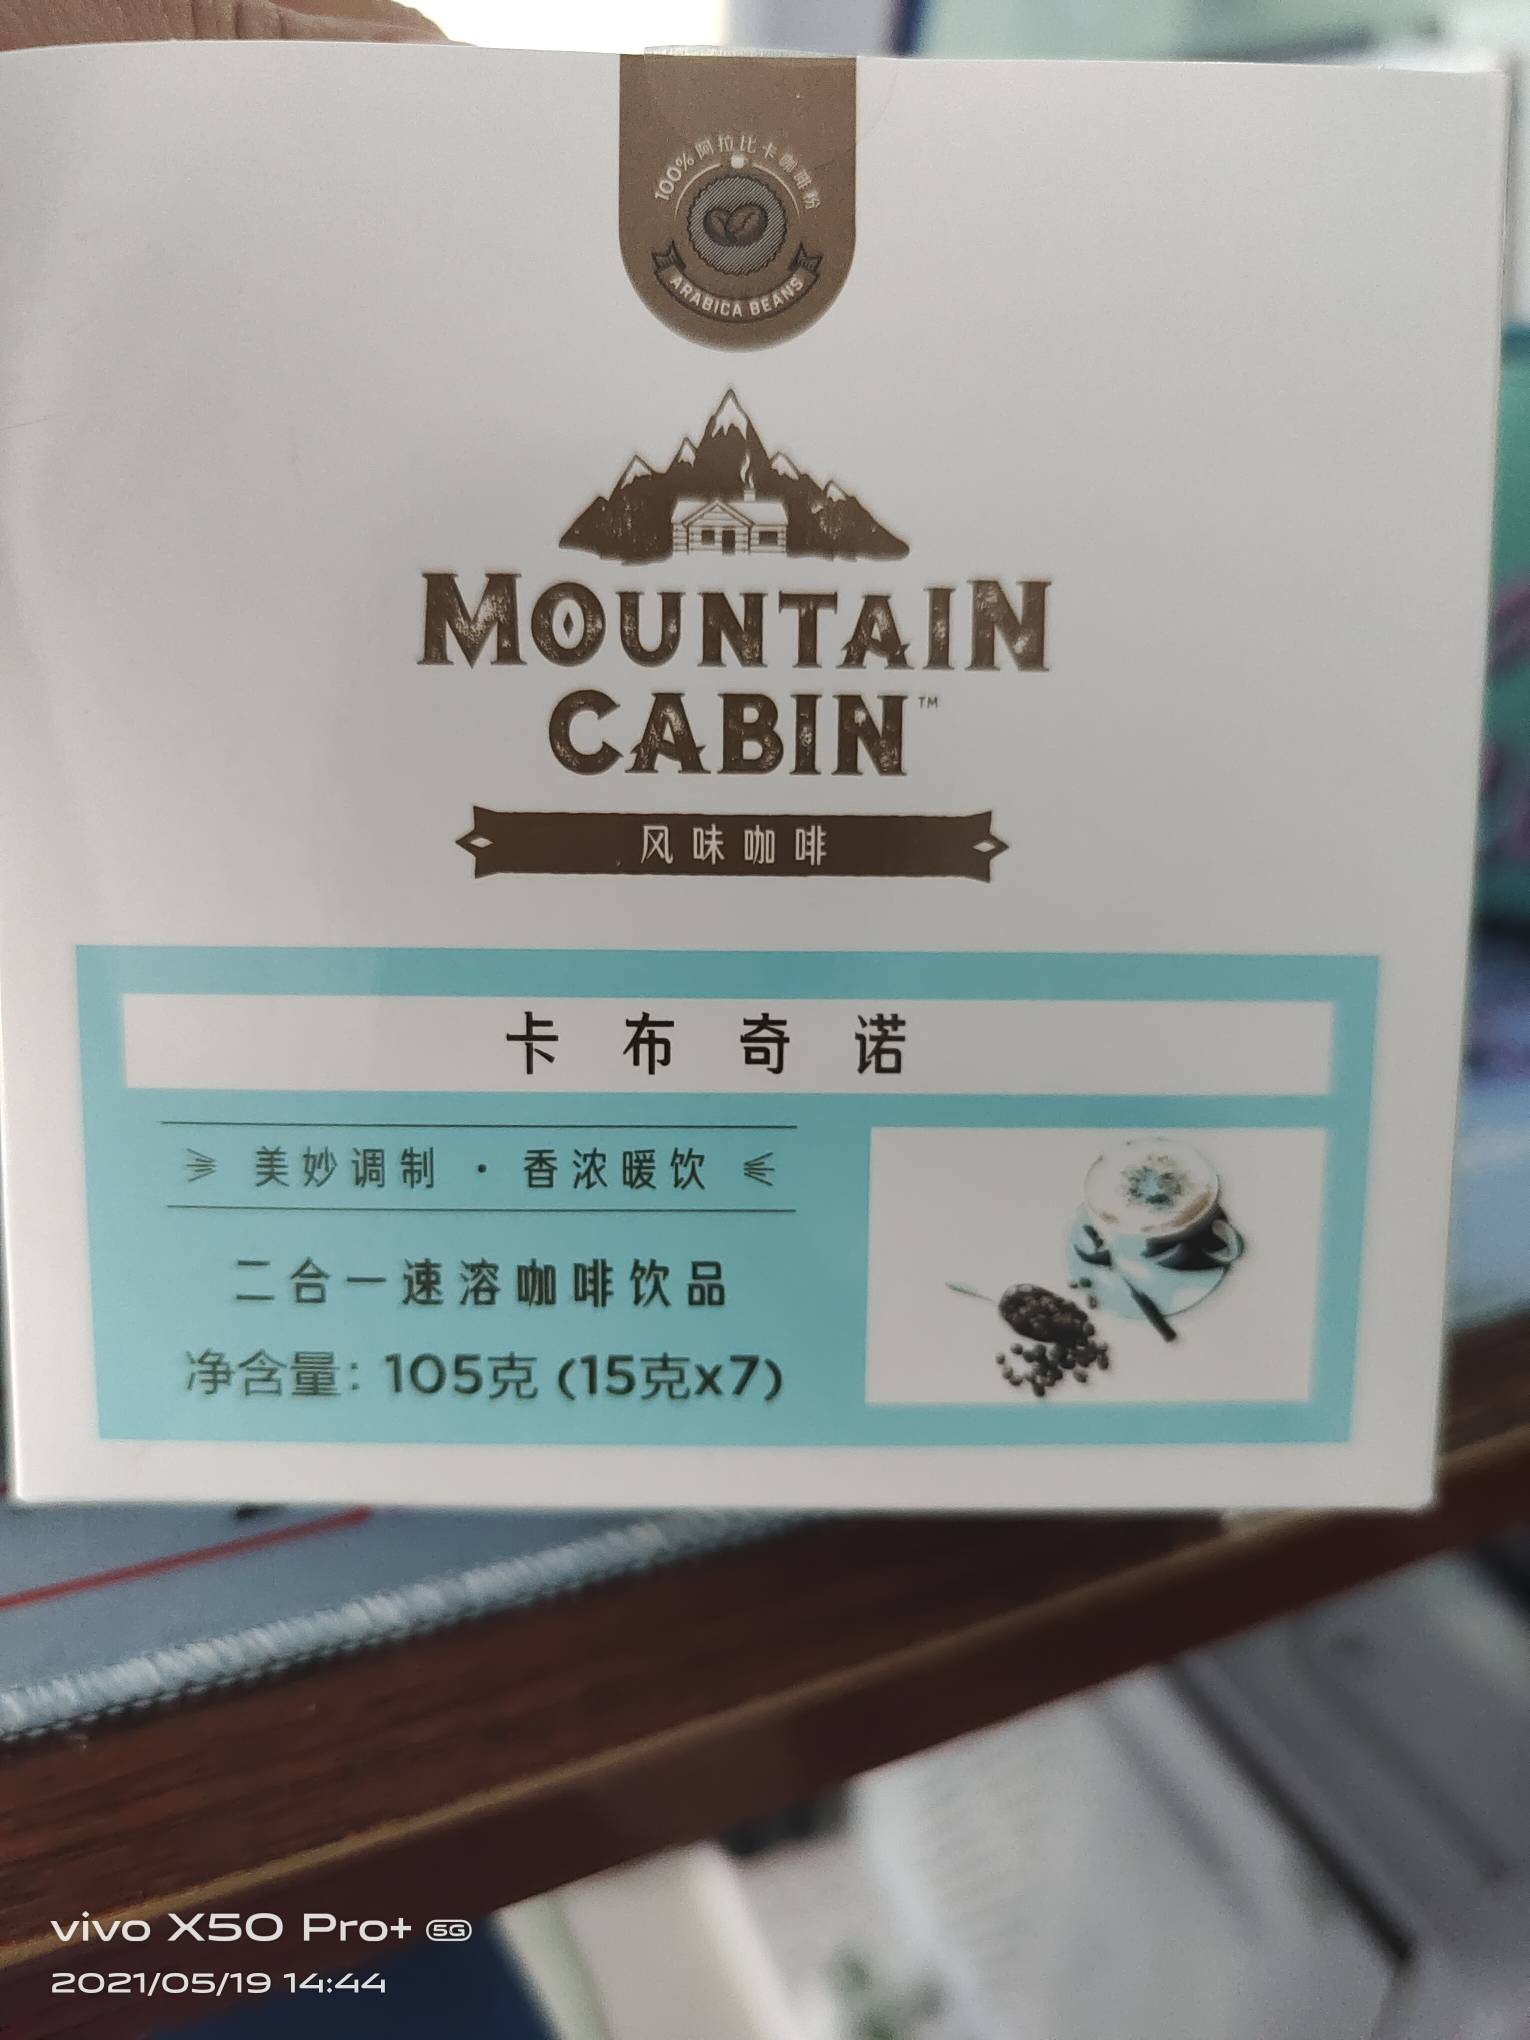 100%阿拉比卡咖啡粉
ARABICA BEANS
MOUNTAIN
CABIN™
风味咖啡
卡布奇诺
美妙调制·香浓暖饮
二合一速溶咖啡饮品
净含量：105克 (15克x7)
vivo X50 Pro+ 5G
2021/05/19 14:44